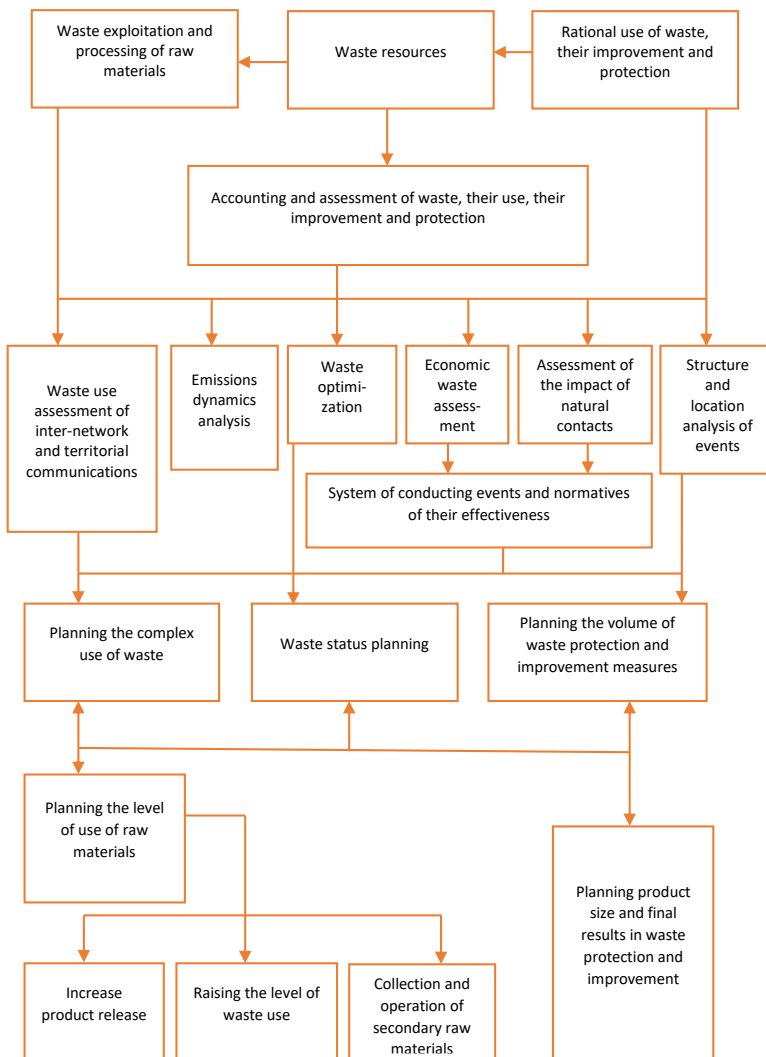 Waste exploitation and
processing of raw
materials
Waste resources
Rational use of waste,
their improvement and
protection
Accounting and assessment of waste, their use, their
improvement and protection
Waste use
assessment of
inter-network
and territorial
communications
Emissions
dynamics
analysis
Waste
optimi-
zation
Economic
waste
assess-
ment
Assessment of
the impact of
natural
contacts
Structure
and
location
analysis of
events
System of conducting events and normatives
of their effectiveness
Planning the complex
use of waste
Waste status planning
Planning the volume of
waste protection and
improvement measures
Planning the level
of use of raw
materials
Planning product
size and final
results in waste
protection and
improvement
Increase
product release
Raising the level of
waste use
Collection and
operation of
secondary raw
materials